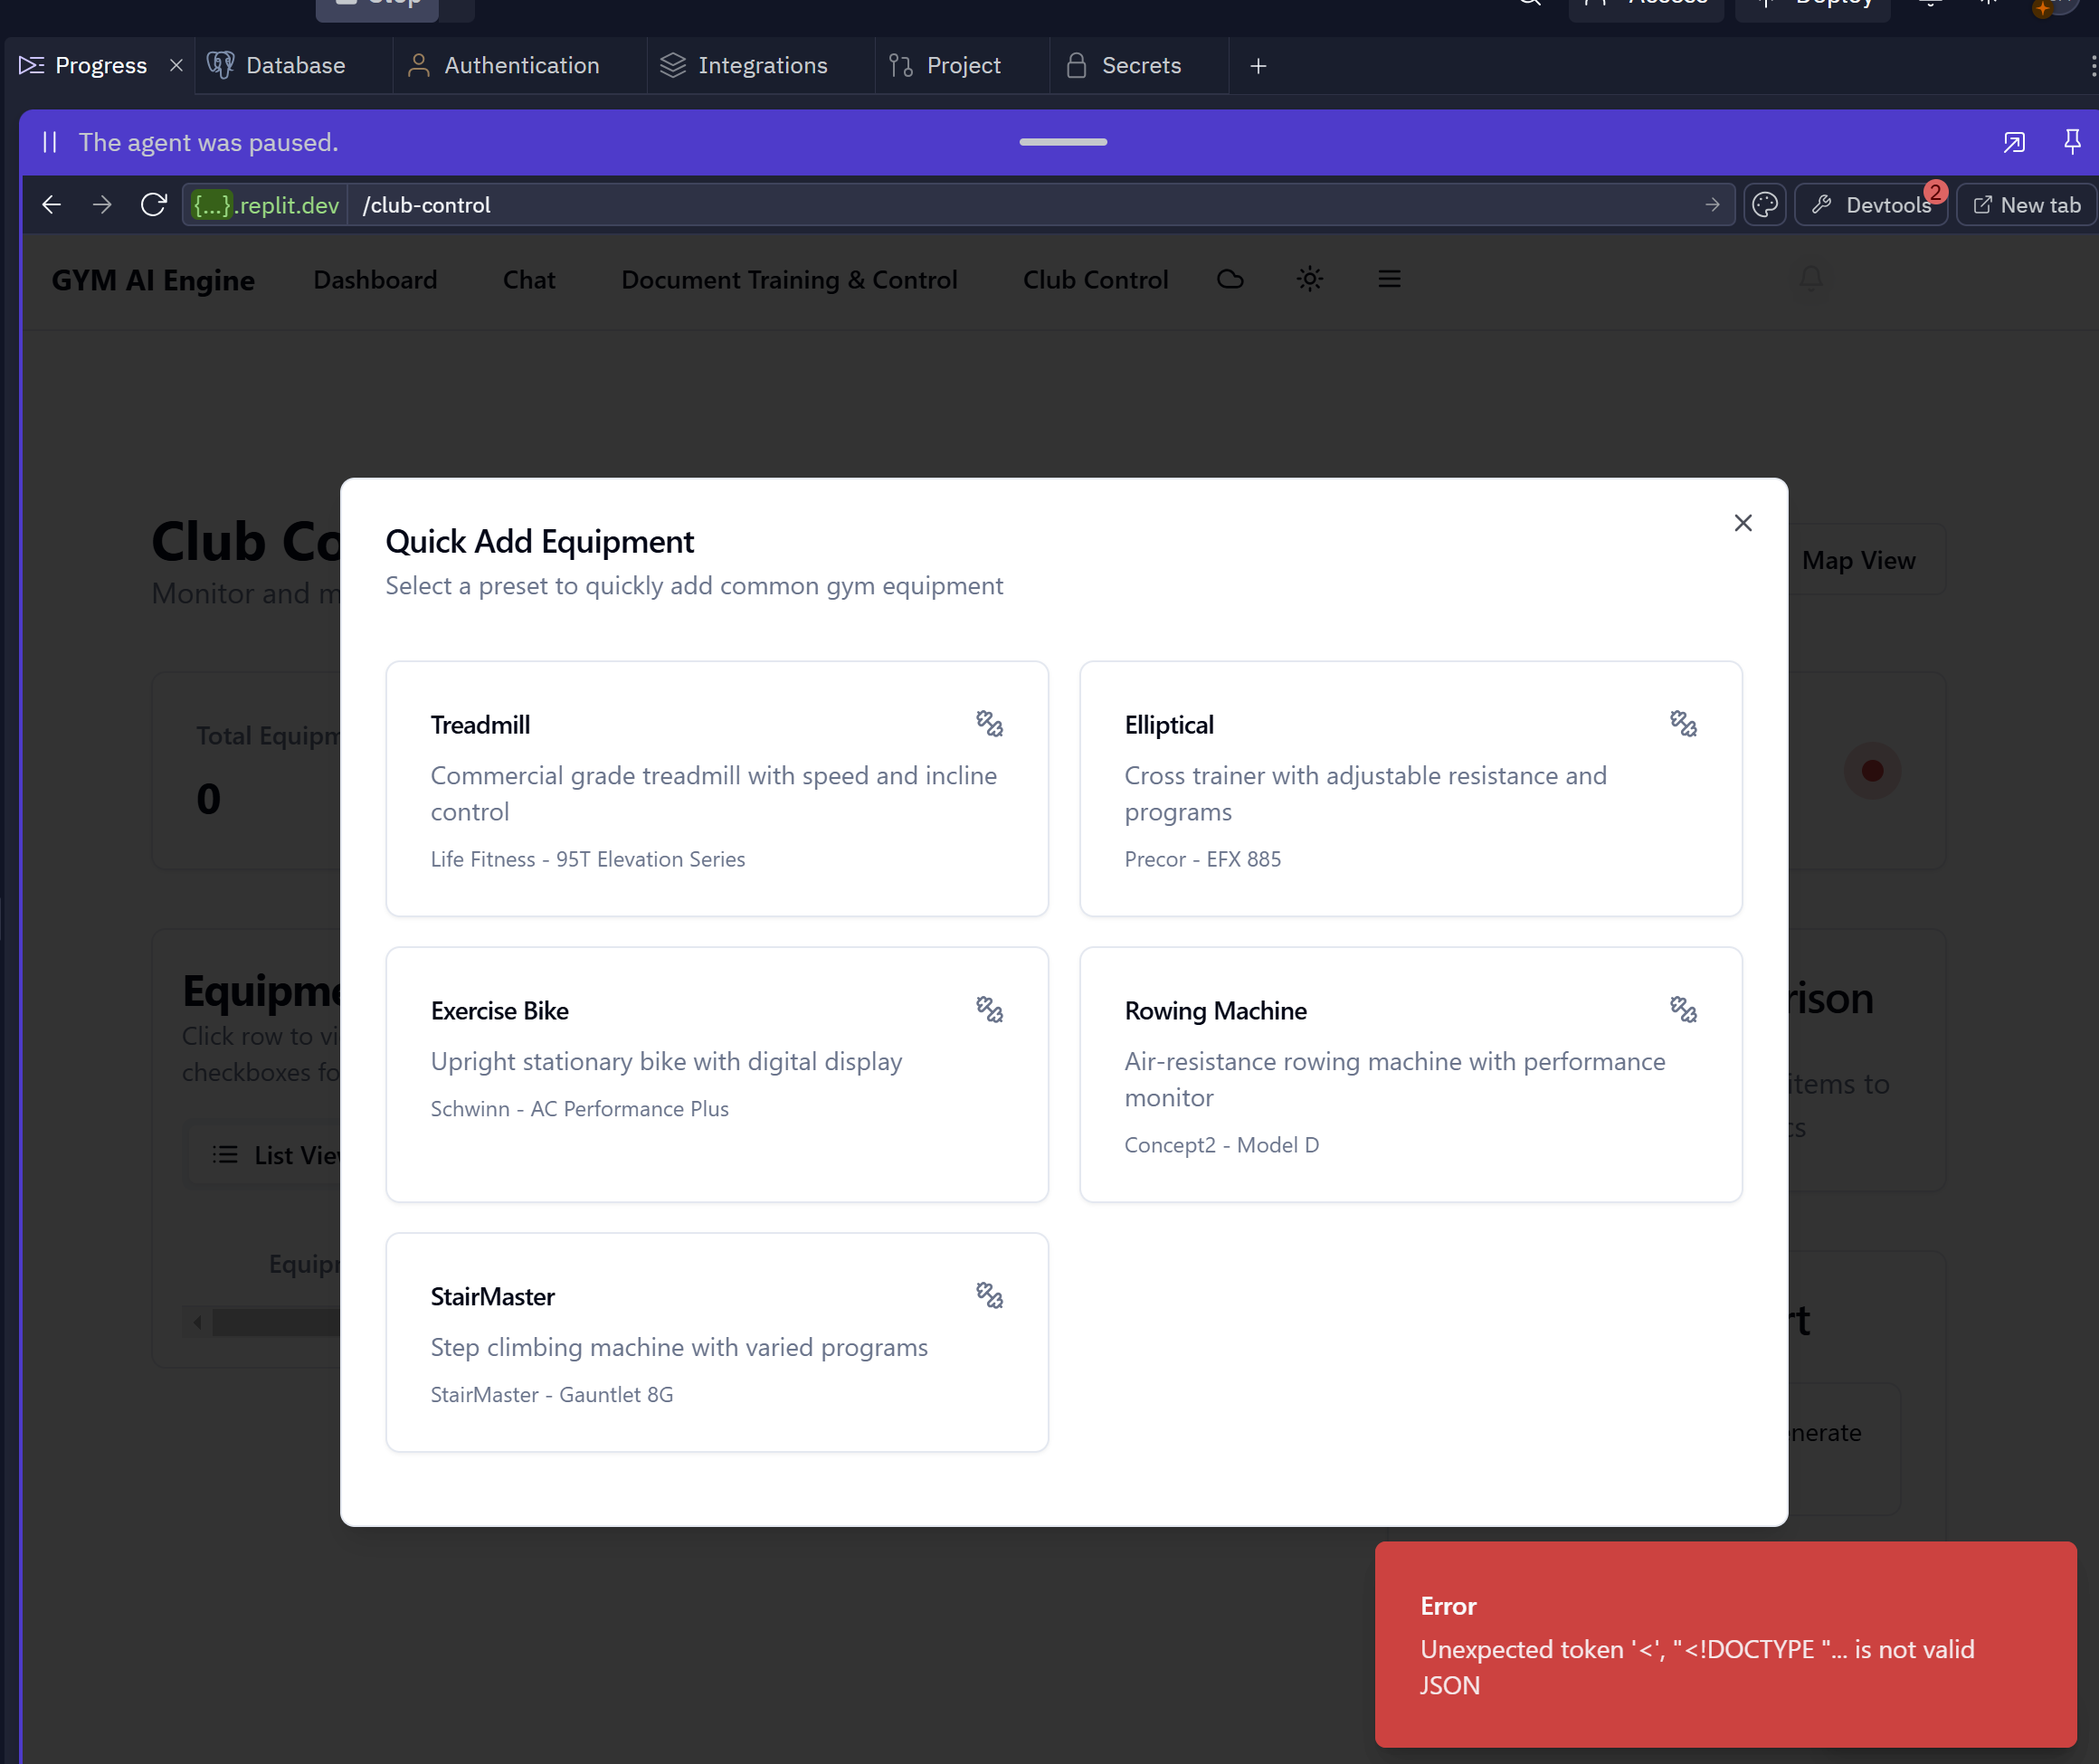 Stop
Access
Deploy
Progress
Database
Authentication
Integrations
Project
Secrets
The agent was paused.
{...}.replit.dev
/club-control
Devtools
2
New tab
GYM AI Engine
Dashboard
Chat
Document Training & Control
Club Control
Club Co
Monitor and m
Map View
Total Equipm
0
Equipme
Click row to vi
checkboxes fo
List Vie
Equipm
rison
items to
cs
rt
enerate
Quick Add Equipment
Select a preset to quickly add common gym equipment
Treadmill
Commercial grade treadmill with speed and incline
control
Life Fitness - 95T Elevation Series
Elliptical
Cross trainer with adjustable resistance and
programs
Precor - EFX 885
Exercise Bike
Upright stationary bike with digital display
Schwinn - AC Performance Plus
Rowing Machine
Air-resistance rowing machine with performance
monitor
Concept2 - Model D
StairMaster
Step climbing machine with varied programs
StairMaster - Gauntlet 8G
Error
Unexpected token '<', "<!DOCTYPE "... is not valid
JSON